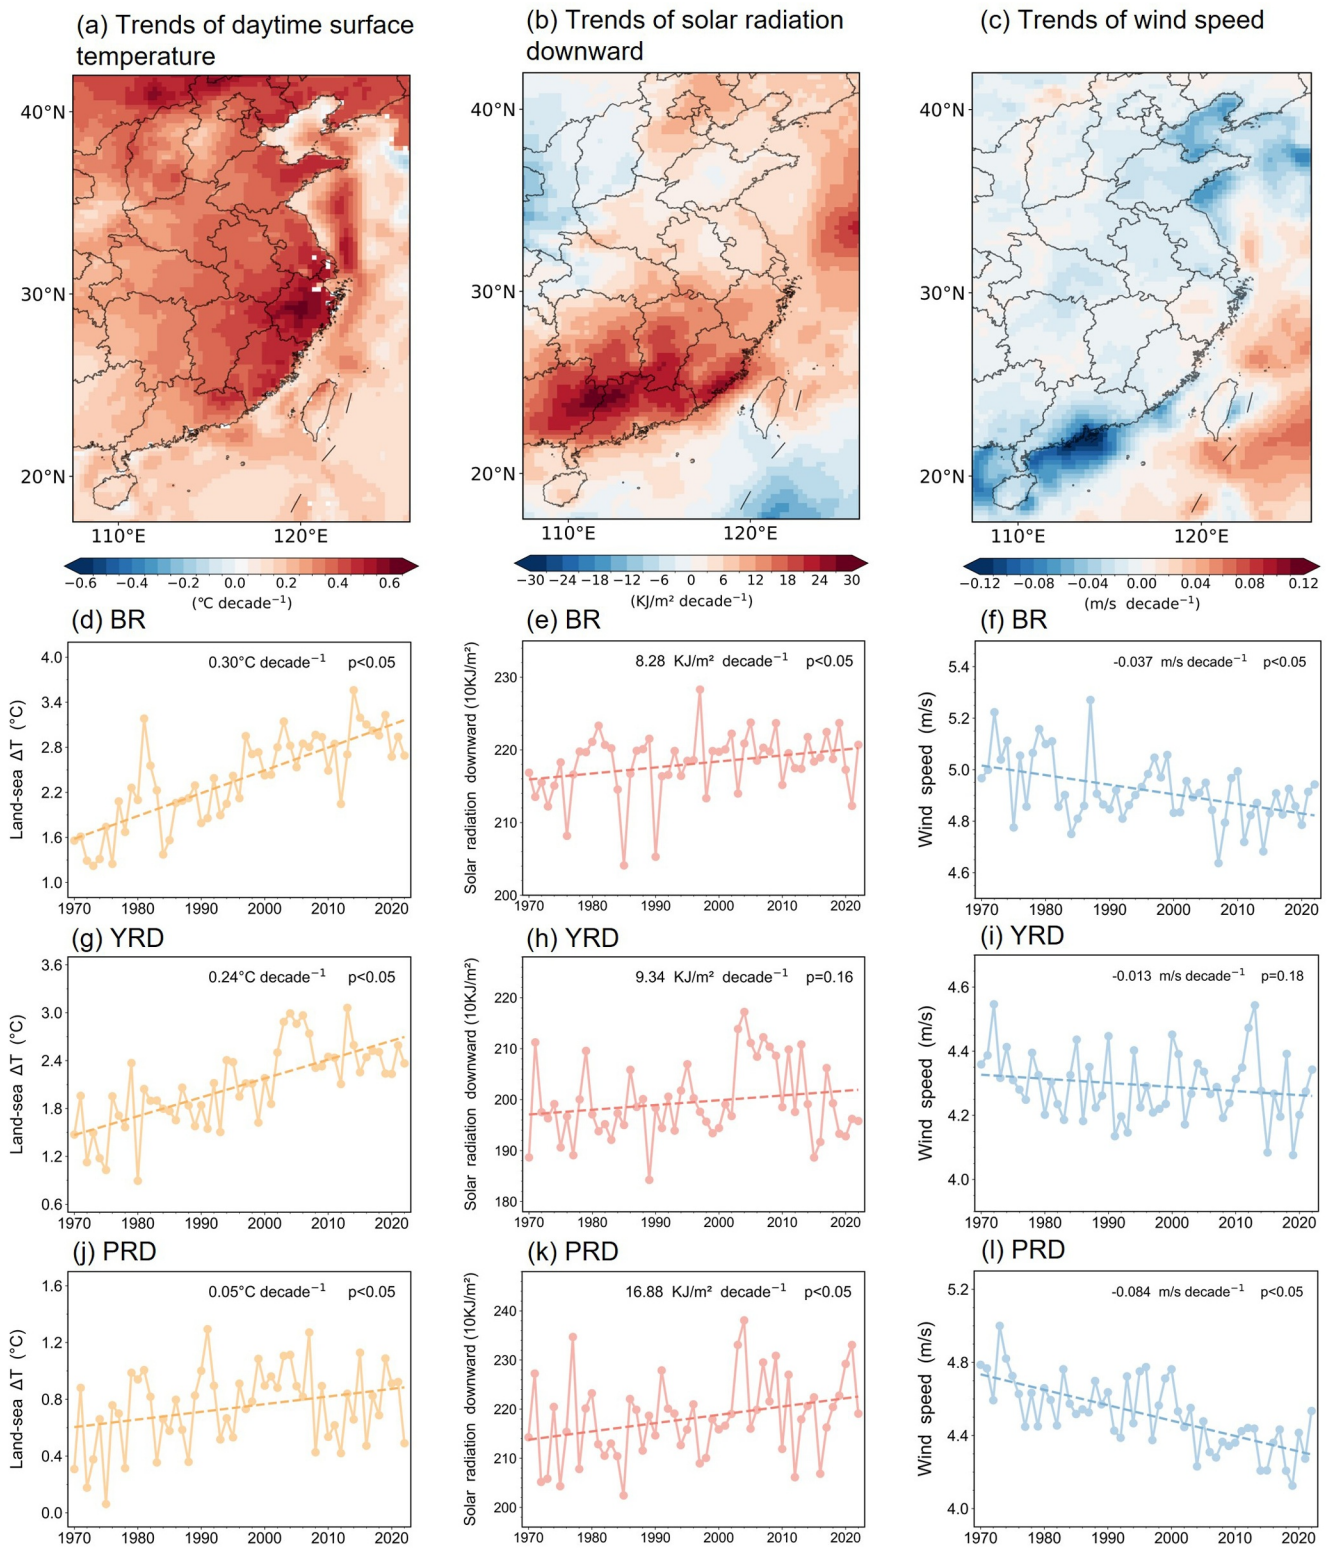 (a) Trends of daytime surface
temperature
(b) Trends of solar radiation
downward
(c) Trends of wind speed
40°N
30°N
20°N
110°E 120°E
40°N
30°N
20°N
110°E 120°E
40°N
30°N
20°N
110°E 120°E
−0.6 −0.2 0.0 0.2 0.4 0.6
(℃ decade⁻¹)
−30 −24 −18 −12 −6 0 6 12 18 24 30
(KJ/m² decade⁻¹)
−0.12 −0.08 −0.04 0.00 0.04 0.08 0.12
(m/s decade⁻¹)
(d) BR
0.30°C decade⁻¹ p<0.05
Land-sea ΔT (°C)
4.0
3.4
2.8
2.2
1.6
1.0
1970 1980 1990 2000 2010 2020
(e) BR
8.28 KJ/m² decade⁻¹ p<0.05
Solar radiation downward (10KJ/m²)
230
220
210
200
1970 1980 1990 2000 2010 2020
(f) BR
-0.037 m/s decade⁻¹ p<0.05
Wind speed (m/s)
5.4
5.2
5.0
4.8
4.6
1970 1980 1990 2000 2010 2020
(g) YRD
0.24°C decade⁻¹ p<0.05
Land-sea ΔT (°C)
3.6
3.0
2.4
1.8
1.2
0.6
1970 1980 1990 2000 2010 2020
(h) YRD
9.34 KJ/m² decade⁻¹ p=0.16
Solar radiation downward (10KJ/m²)
220
210
200
190
180
1970 1980 1990 2000 2010 2020
(i) YRD
-0.013 m/s decade⁻¹ p=0.18
Wind speed (m/s)
4.6
4.4
4.2
4.0
1970 1980 1990 2000 2010 2020
(j) PRD
0.05°C decade⁻¹ p<0.05
Land-sea ΔT (°C)
1.6
1.2
0.8
0.4
0.0
1970 1980 1990 2000 2010 2020
(k) PRD
16.88 KJ/m² decade⁻¹ p<0.05
Solar radiation downward (10KJ/m²)
240
230
220
210
200
1970 1980 1990 2000 2010 2020
(l) PRD
-0.084 m/s decade⁻¹ p<0.05
Wind speed (m/s)
5.2
4.8
4.4
4.0
1970 1980 1990 2000 2010 2020